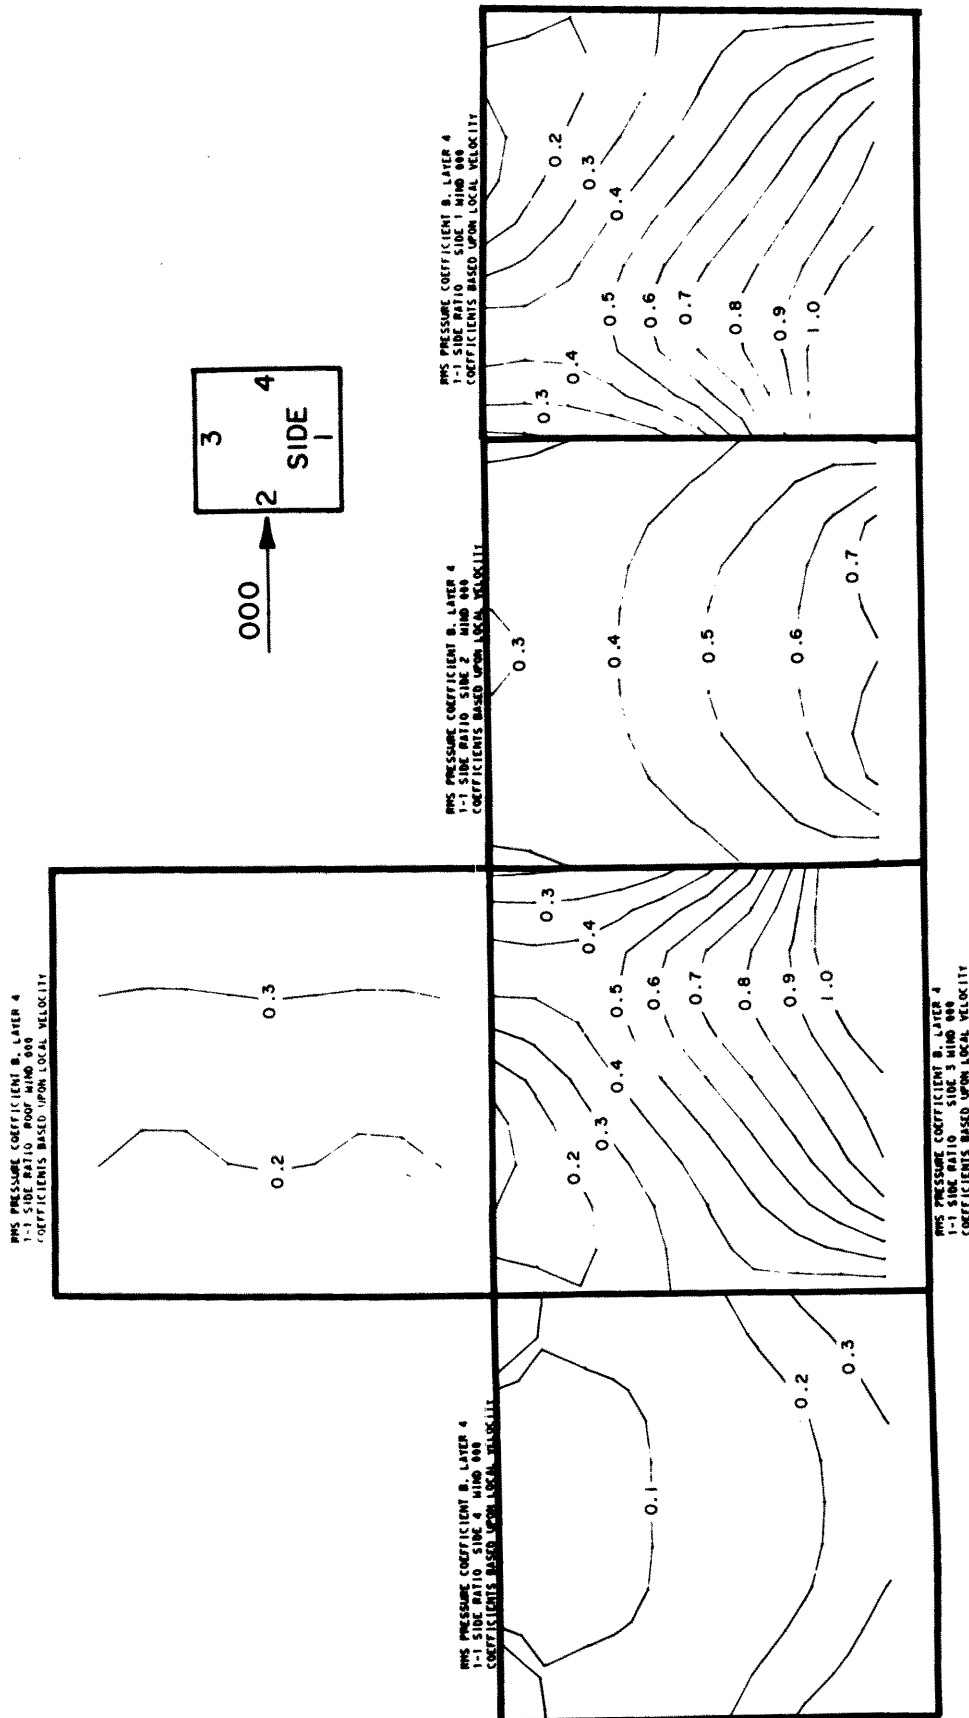 RMS PRESSURE COEFFICIENT B, LAYER 4
1-1 SIDE RATIO SIDE 1 WIND 000
COEFFICIENTS BASED UPON LOCAL VELOCITY
0.2
0.3
0.4
0.5
0.6
0.7
0.8
0.9
1.0
0.4
0.3
3
4
2
SIDE
1
000
RMS PRESSURE COEFFICIENT B, LAYER 4
1-1 SIDE RATIO SIDE 2 WIND 000
COEFFICIENTS BASED UPON LOCAL VELOCITY
0.3
0.4
0.5
0.6
0.7
RMS PRESSURE COEFFICIENT B, LAYER 4
1-1 SIDE RATIO ROOF WIND 000
COEFFICIENTS BASED UPON LOCAL VELOCITY
0.3
0.2
0.3
0.4
0.5
0.6
0.7
0.8
0.9
1.0
0.4
0.3
0.2
RMS PRESSURE COEFFICIENT B, LAYER 4
1-1 SIDE RATIO SIDE 3 WIND 000
COEFFICIENTS BASED UPON LOCAL VELOCITY
RMS PRESSURE COEFFICIENT B, LAYER 4
1-1 SIDE RATIO SIDE 4 WIND 000
COEFFICIENTS BASED UPON LOCAL VELOCITY
0.1
0.2
0.3